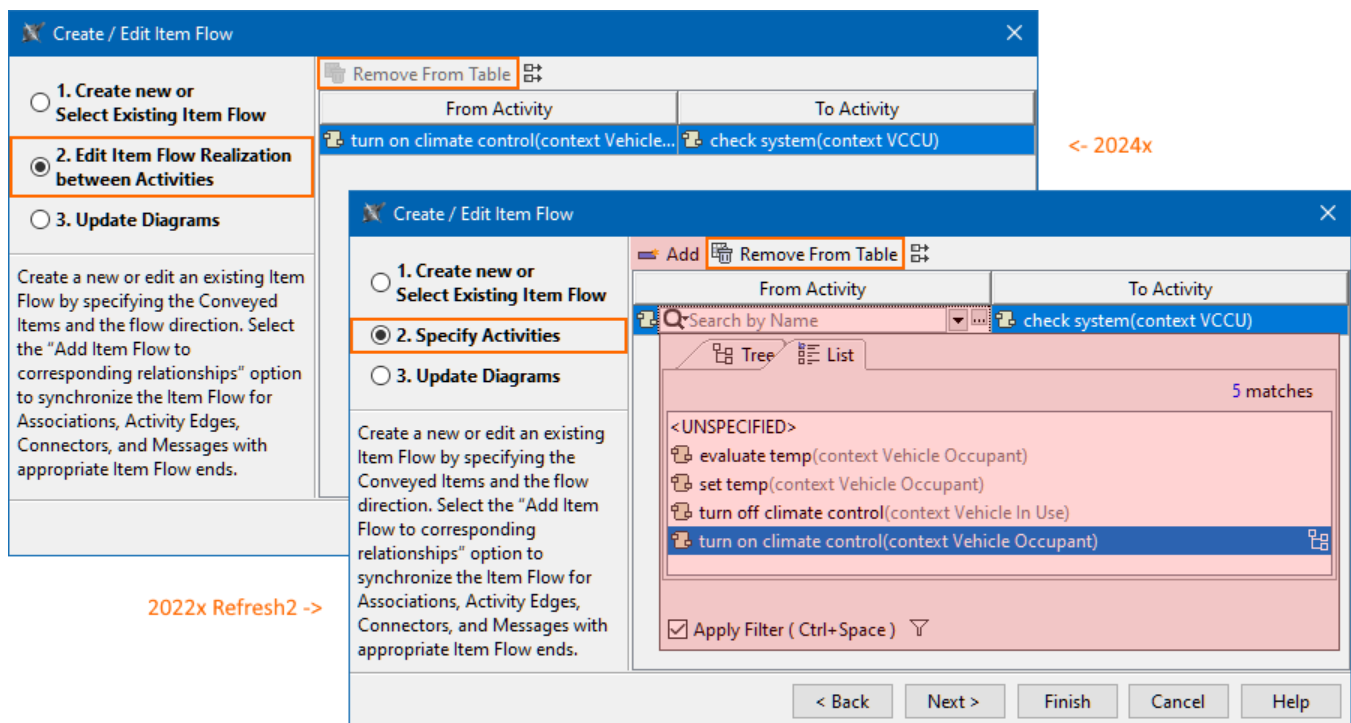 Create / Edit Item Flow
1. Create new or
Select Existing Item Flow
2. Edit Item Flow Realization
between Activities
3. Update Diagrams
Create a new or edit an existing Item
Flow by specifying the Conveyed
Items and the flow direction. Select
the "Add Item Flow to
corresponding relationships" option
to synchronize the Item Flow for
Associations, Activity Edges,
Connectors, and Messages with
appropriate Item Flow ends.
Remove From Table
From Activity To Activity
turn on climate control(context Vehicle... check system(context VCCU)
<- 2024x
2022x Refresh2 ->
Create / Edit Item Flow
1. Create new or
Select Existing Item Flow
2. Specify Activities
3. Update Diagrams
Create a new or edit an existing
Item Flow by specifying the
Conveyed Items and the flow
direction. Select the "Add Item
Flow to corresponding
relationships" option to
synchronize the Item Flow for
Associations, Activity Edges,
Connectors, and Messages with
appropriate Item Flow ends.
Add Remove From Table
From Activity To Activity
Search by Name ... check system(context VCCU)
Tree List
5 matches
<UNSPECIFIED>
evaluate temp(context Vehicle Occupant)
set temp(context Vehicle Occupant)
turn off climate control(context Vehicle In Use)
turn on climate control(context Vehicle Occupant)
Apply Filter ( Ctrl+Space )
< Back Next > Finish Cancel Help